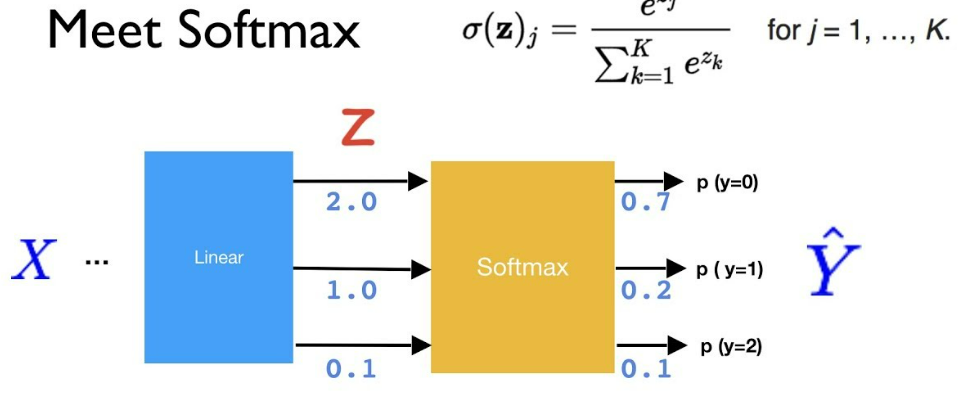 Meet Softmax
σ(z)_j = e^{z_j} / ∑_{k=1}^{K} e^{z_k} for j = 1, …, K.
Z
2.0 0.7 p (y=0)
X ... Linear Softmax Ŷ
1.0 0.2 p ( y=1)
0.1 0.1 p (y=2)